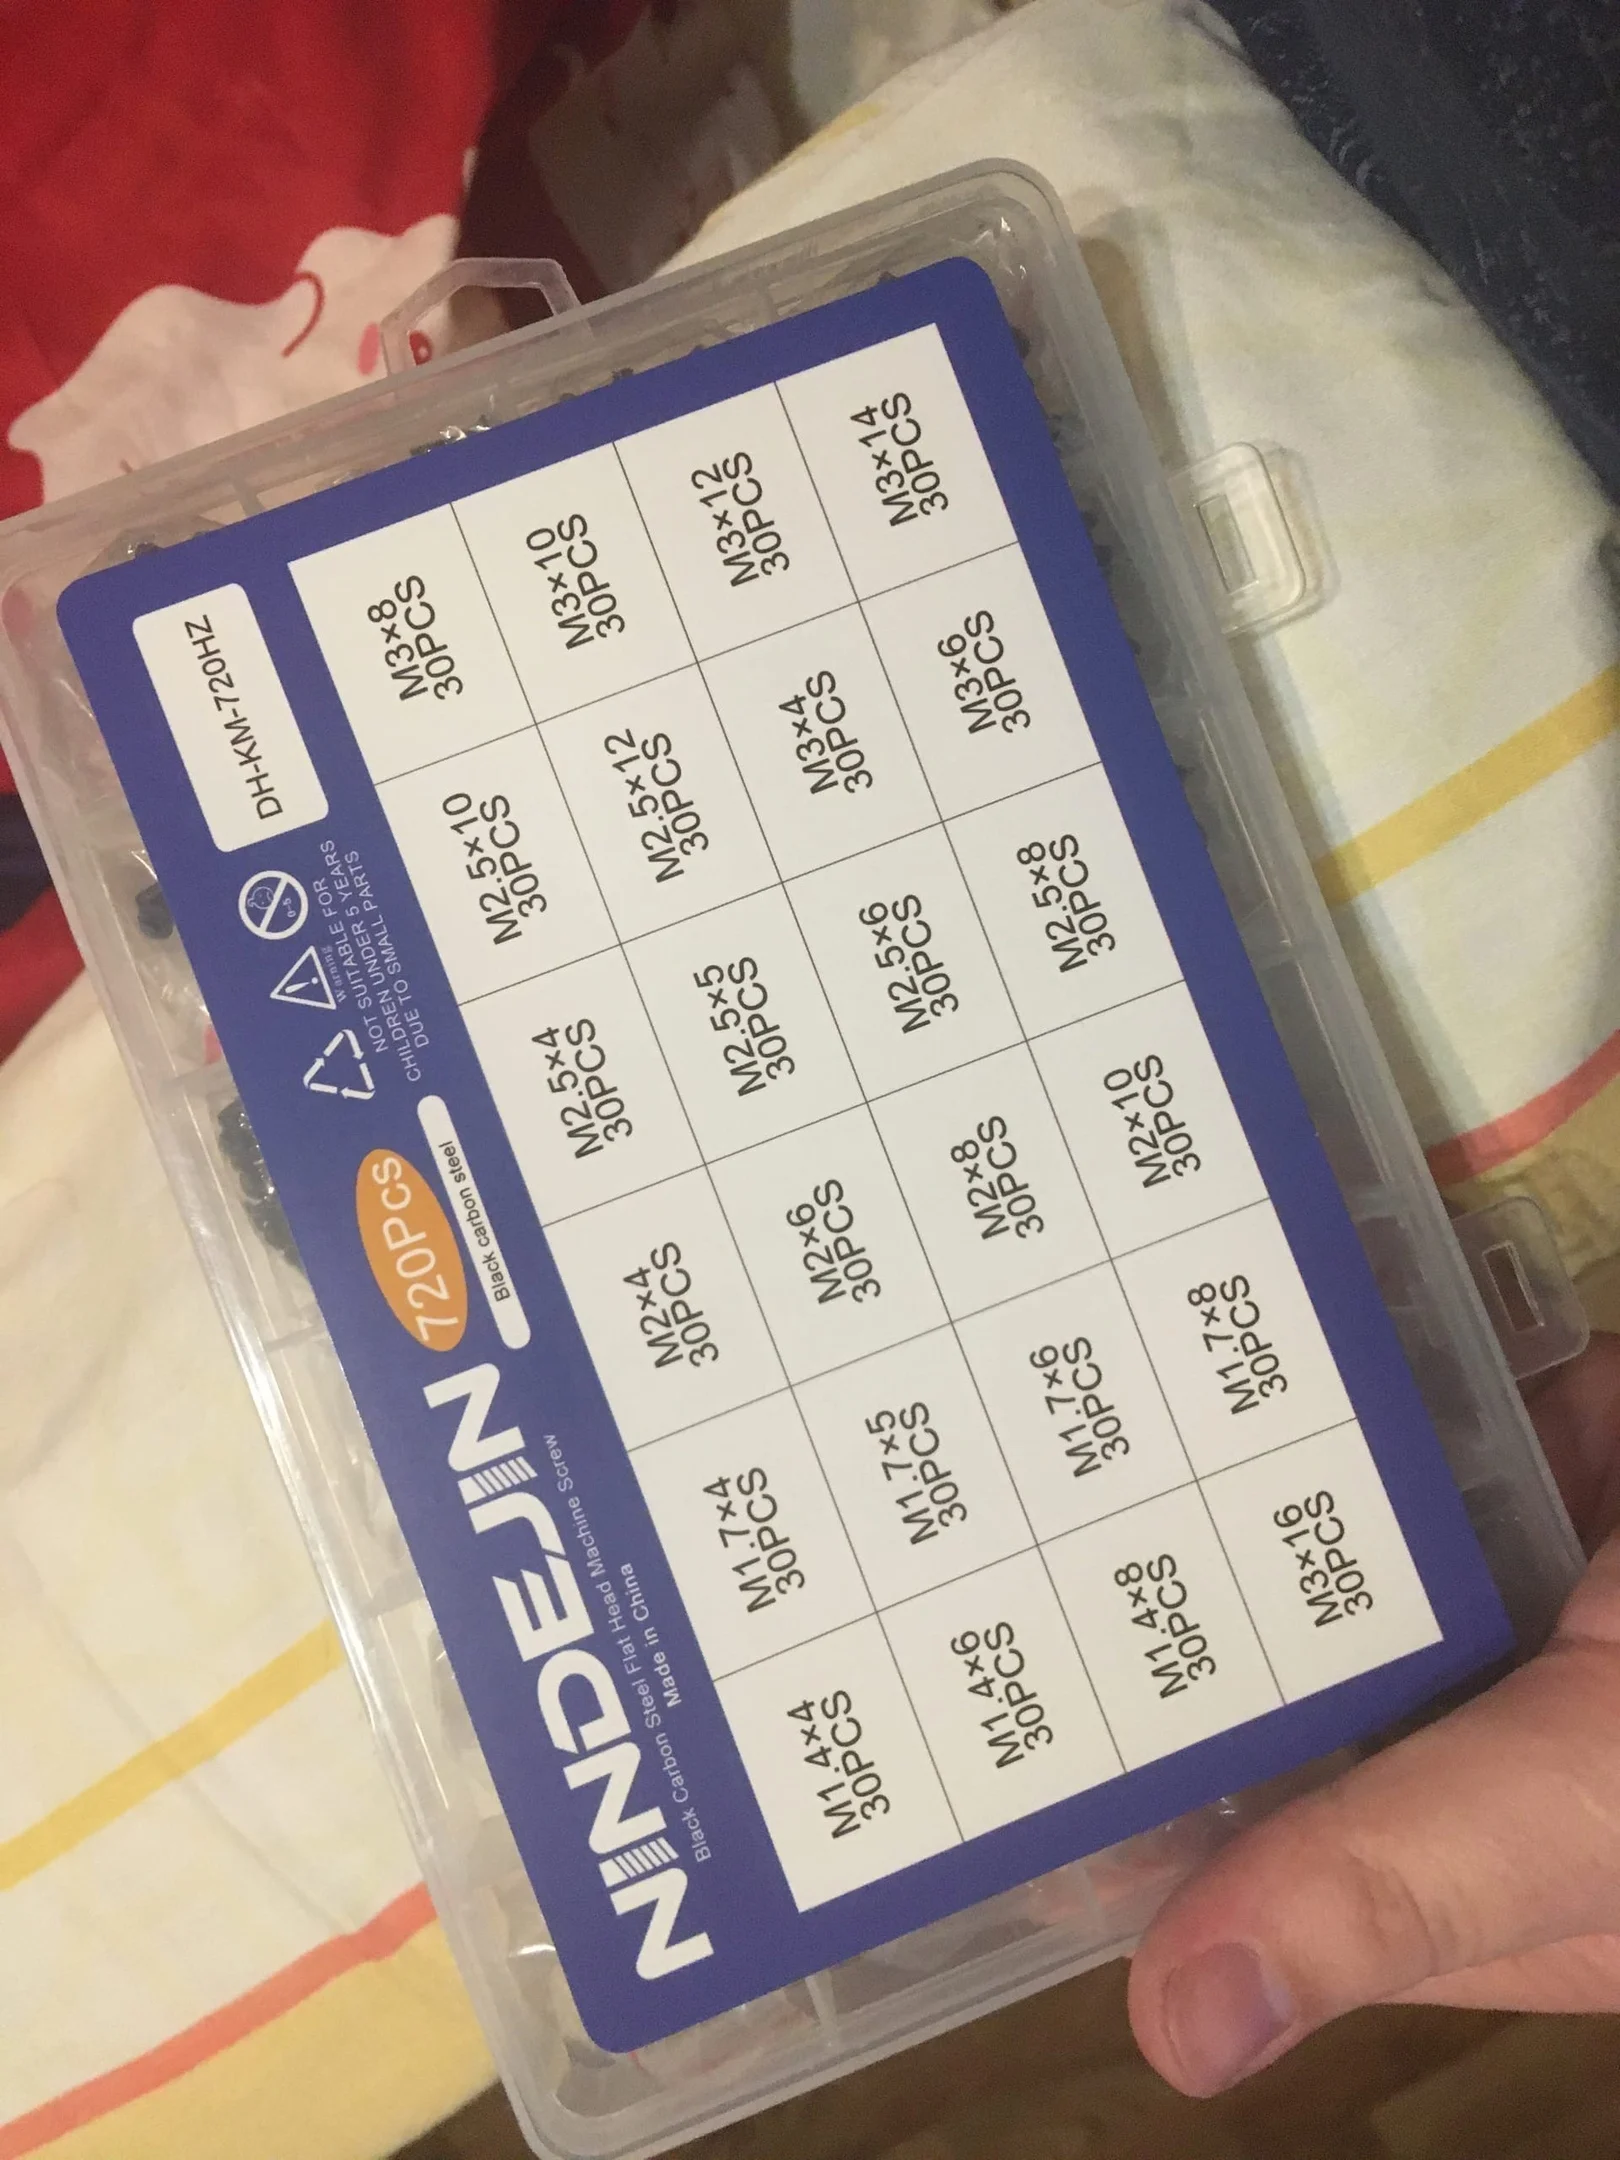 NINDEJIN
720Pcs
Black carbon steel
Black Carbon Steel Flat Head Machine Screw
Made in China
0-5
Warning
NOT SUITABLE FOR
CHILDREN UNDER 5 YEARS
DUE TO SMALL PARTS
DH-KM-720HZ
M1.4×4
30PCS
M1.7×4
30PCS
M2×4
30PCS
M2.5×4
30PCS
M2.5×10
30PCS
M3×8
30PCS
M1.4×6
30PCS
M1.7×5
30PCS
M2×6
30PCS
M2.5×5
30PCS
M2.5×12
30PCS
M3×10
30PCS
M1.4×8
30PCS
M1.7×6
30PCS
M2×8
30PCS
M2.5×6
30PCS
M3×4
30PCS
M3×12
30PCS
M3×16
30PCS
M1.7×8
30PCS
M2×10
30PCS
M2.5×8
30PCS
M3×6
30PCS
M3×14
30PCS